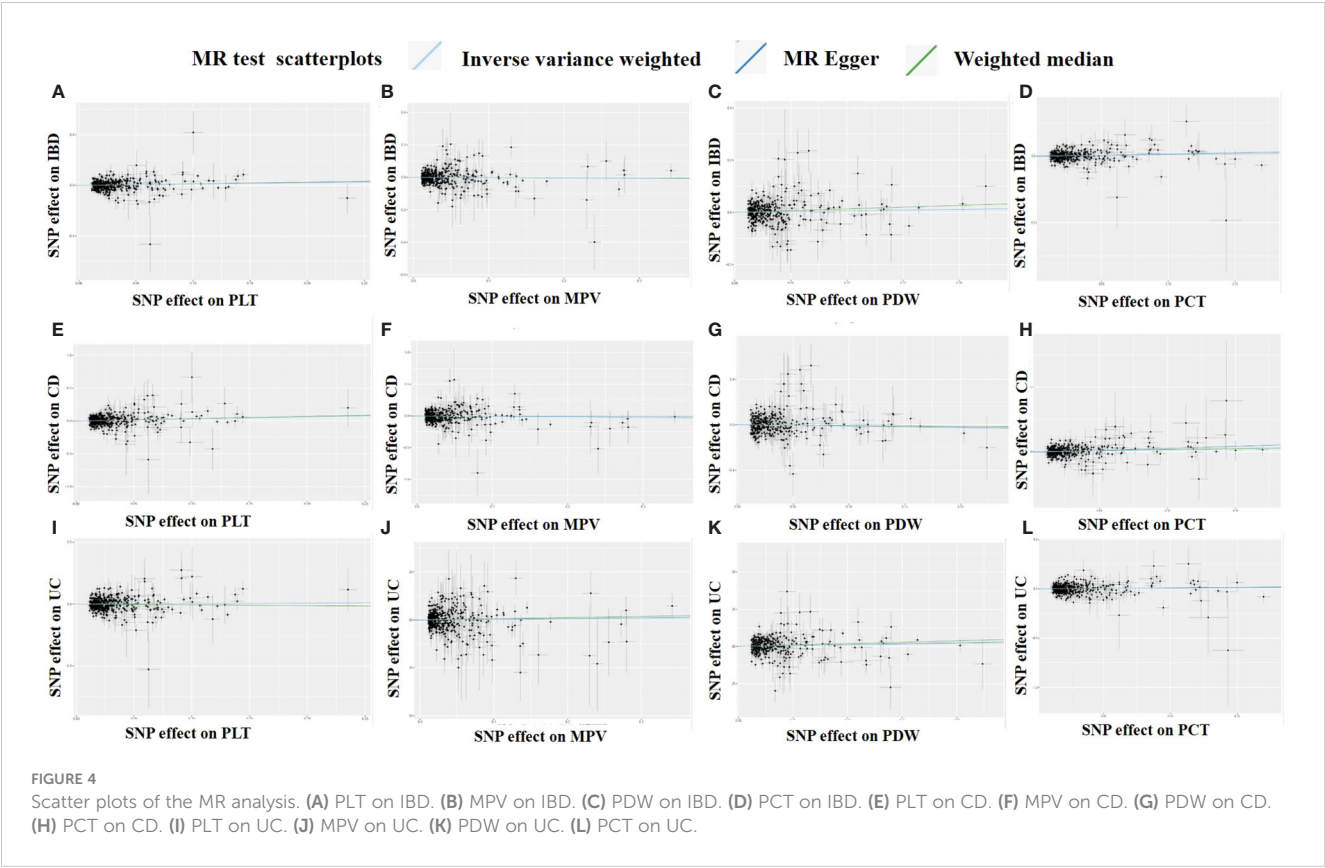 MR test scatterplots Inverse variance weighted MR Egger Weighted median
A B C D
SNP effect on IBD SNP effect on IBD SNP effect on IBD SNP effect on IBD
SNP effect on PLT SNP effect on MPV SNP effect on PDW SNP effect on PCT
E F G H
SNP effect on CD SNP effect on CD SNP effect on CD SNP effect on CD
SNP effect on PLT SNP effect on MPV SNP effect on PDW SNP effect on PCT
I J K L
SNP effect on UC SNP effect on UC SNP effect on UC SNP effect on UC
SNP effect on PLT SNP effect on MPV SNP effect on PDW SNP effect on PCT
FIGURE 4
Scatter plots of the MR analysis. (A) PLT on IBD. (B) MPV on IBD. (C) PDW on IBD. (D) PCT on IBD. (E) PLT on CD. (F) MPV on CD. (G) PDW on CD.
(H) PCT on CD. (I) PLT on UC. (J) MPV on UC. (K) PDW on UC. (L) PCT on UC.